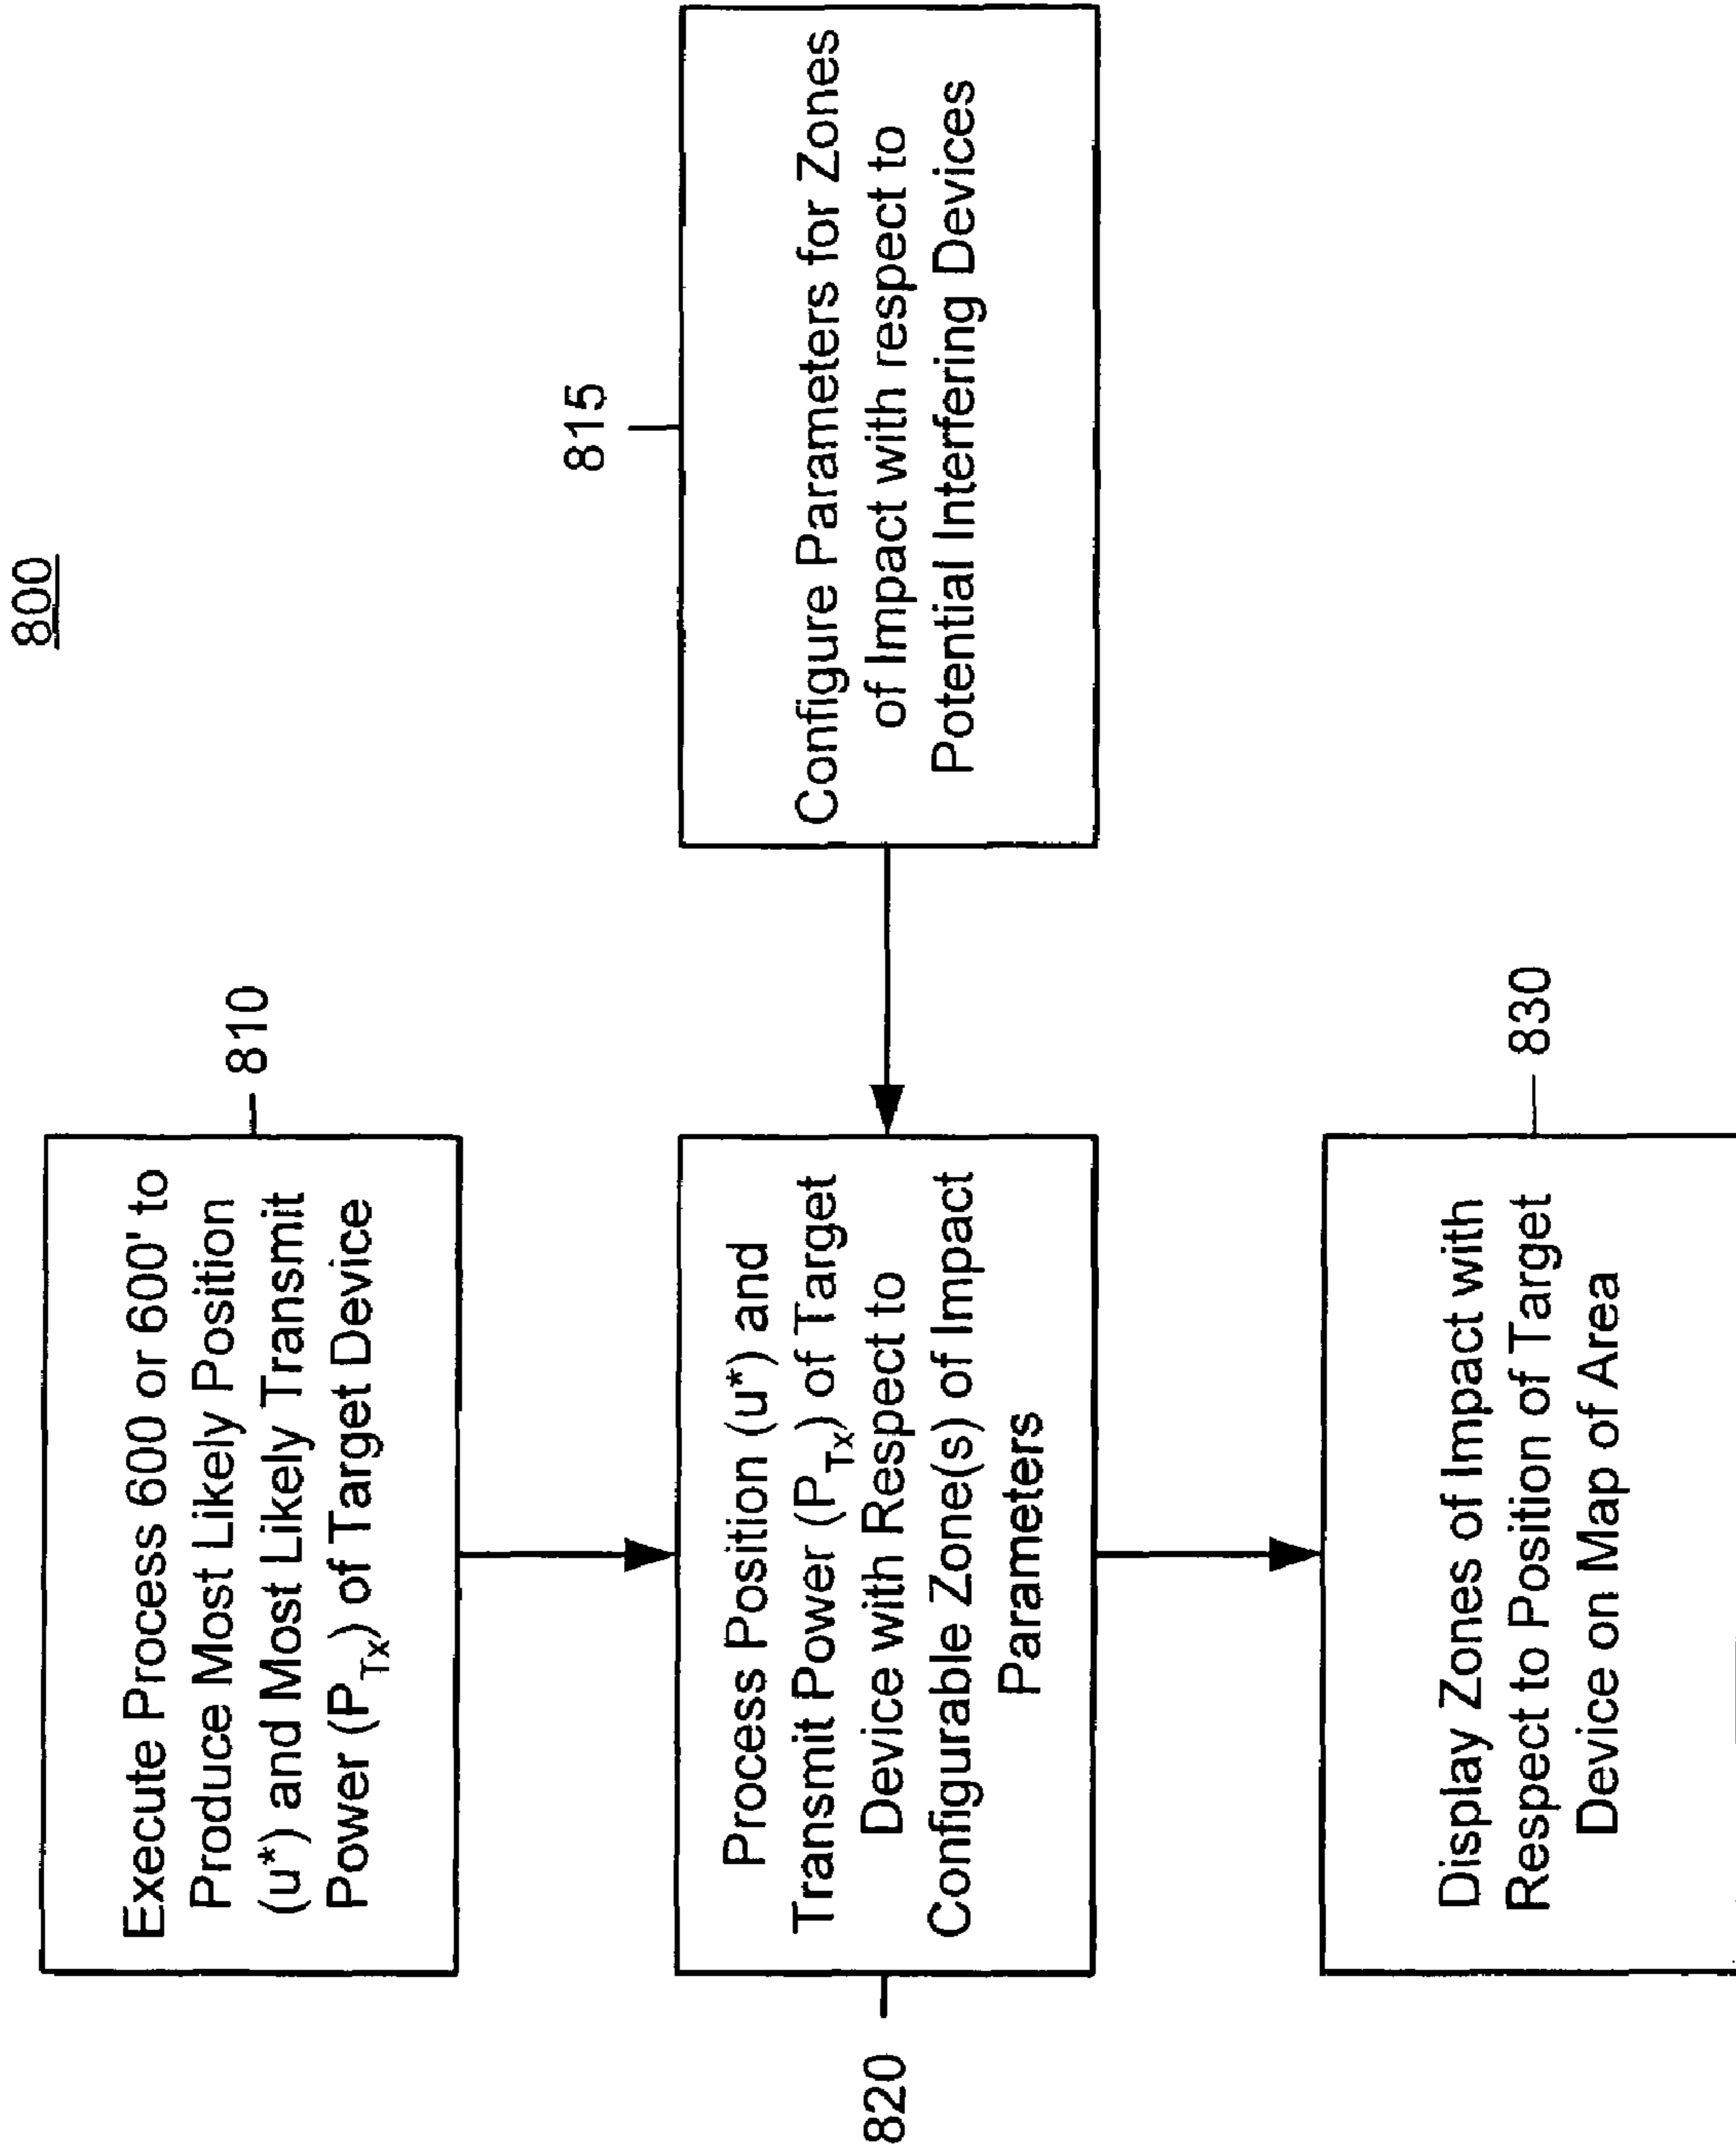 800
810
Execute Process 600 or 600' to
Produce Most Likely Position
(u*) and Most Likely Transmit
Power (P_Tx) of Target Device
815
Configure Parameters for Zones
of Impact with respect to
Potential Interfering Devices
820
Process Position (u*) and
Transmit Power (P_Tx) of Target
Device with Respect to
Configurable Zone(s) of Impact
Parameters
830
Display Zones of Impact with
Respect to Position of Target
Device on Map of Area